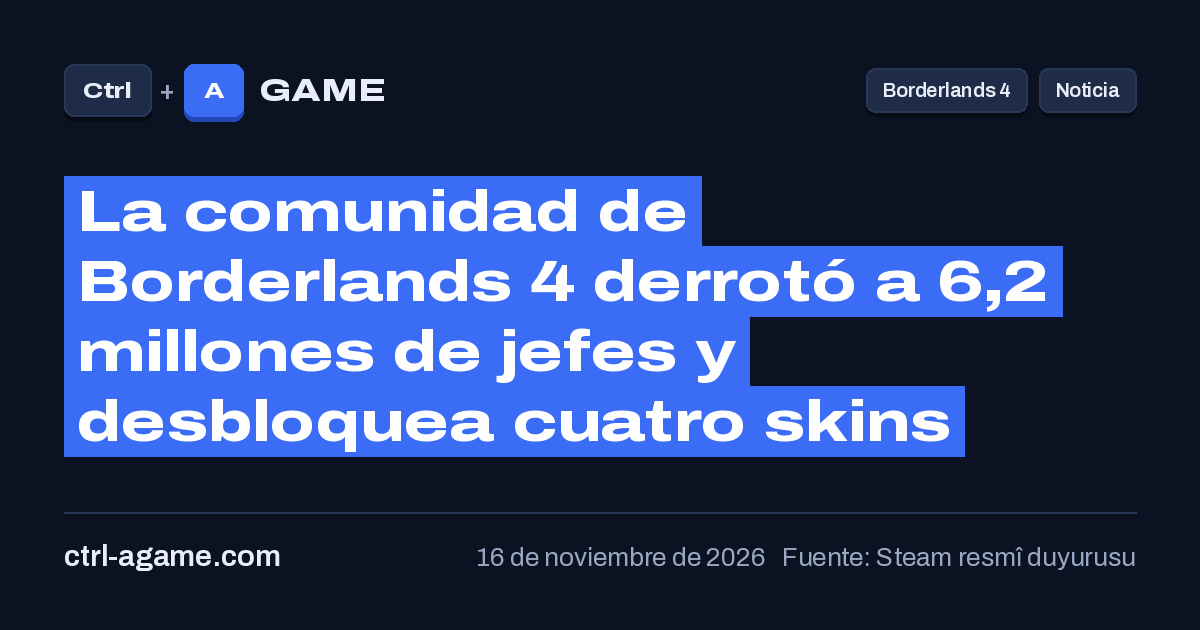 Ctrl + A GAME
Borderlands 4 Noticia
La comunidad de
Borderlands 4 derrotó a 6,2
millones de jefes y
desbloquea cuatro skins
ctrl-agame.com
16 de noviembre de 2026 Fuente: Steam resmî duyurusu